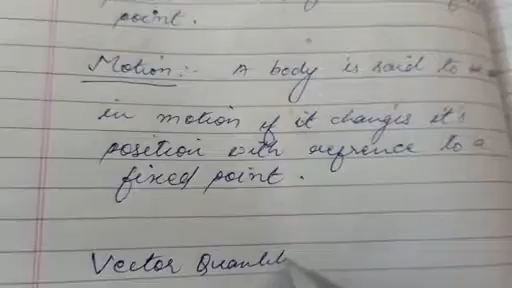 point.
Motion:- A body is said to
in motion if it changes it's
position with refrence to a
fixed point.
Vector Quantit